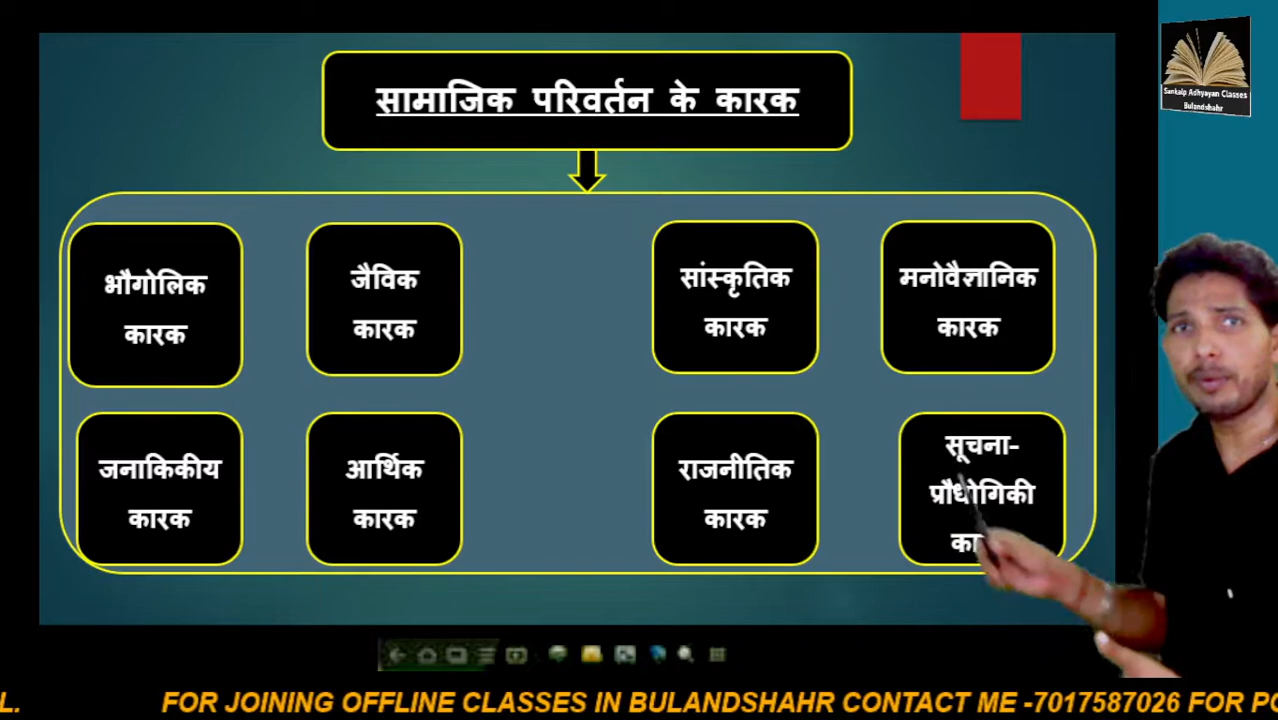 सामाजिक परिवर्तन के कारक
Sankalp Adhyayan Classes
Bulandshahr
भौगोलिक
कारक
जैविक
कारक
सांस्कृतिक
कारक
मनोवैज्ञानिक
कारक
जनाकिकीय
कारक
आर्थिक
कारक
राजनीतिक
कारक
सूचना-
प्रौधोगिकी
L. FOR JOINING OFFLINE CLASSES IN BULANDSHAHR CONTACT ME -7017587026 FOR